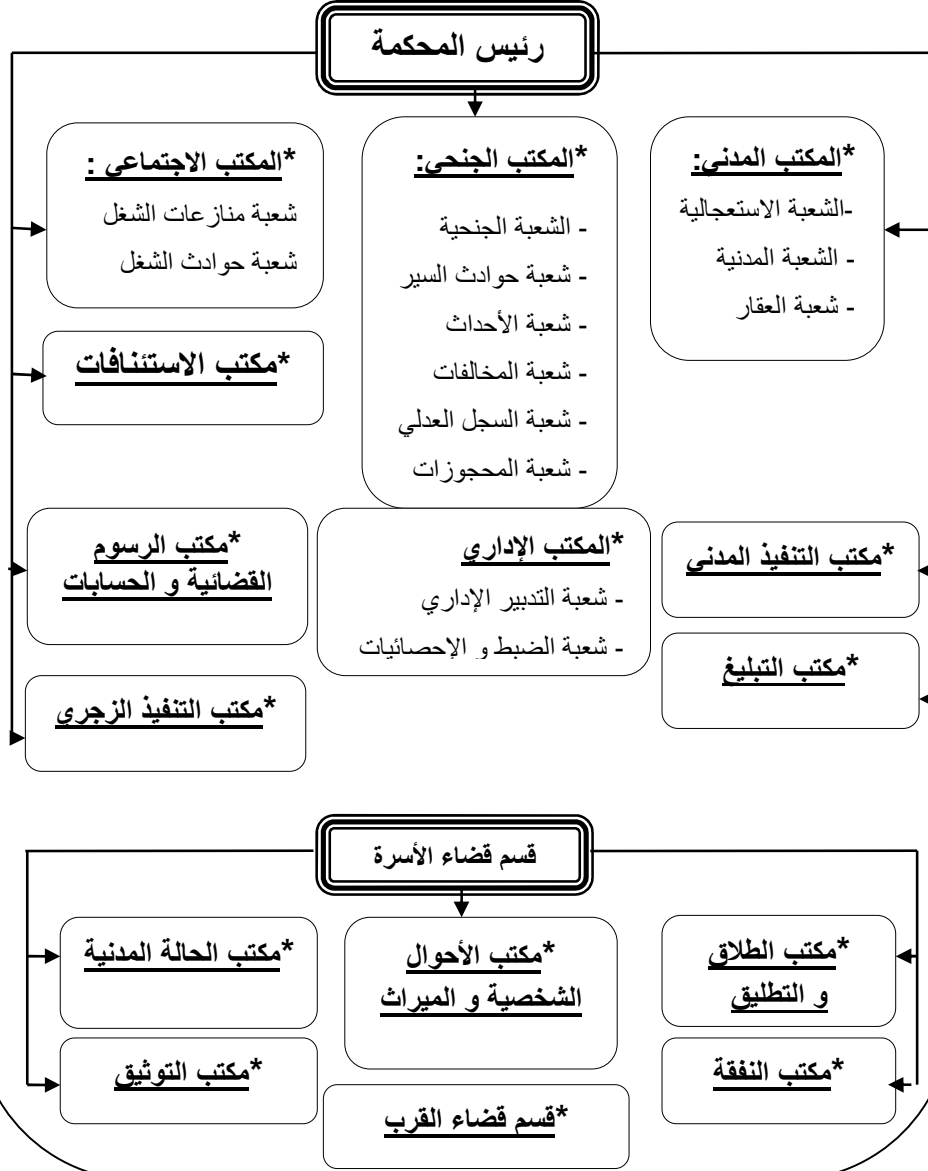 رئيس المحكمة
*المكتب المدني:
-الشعبة الاستعجالية
- الشعبة المدنية
- شعبة العقار
*المكتب الجنحي:
- الشعبة الجنحية
- شعبة حوادث السير
- شعبة الأحداث
- شعبة المخالفات
- شعبة السجل العدلي
- شعبة المحجوزات
*المكتب الاجتماعي :
شعبة منازعات الشغل
شعبة حوادث الشغل
*مكتب الاستئنافات
*مكتب التنفيذ المدني
*المكتب الإداري
- شعبة التدبير الإداري
- شعبة الضبط و الإحصائيات
*مكتب الرسوم
القضائية و الحسابات
*مكتب التبليغ
*مكتب التنفيذ الزجري
قسم قضاء الأسرة
*مكتب الطلاق
و التطليق
*مكتب الأحوال
الشخصية و الميراث
*مكتب الحالة المدنية
*مكتب النفقة
*مكتب التوثيق
*قسم قضاء القرب